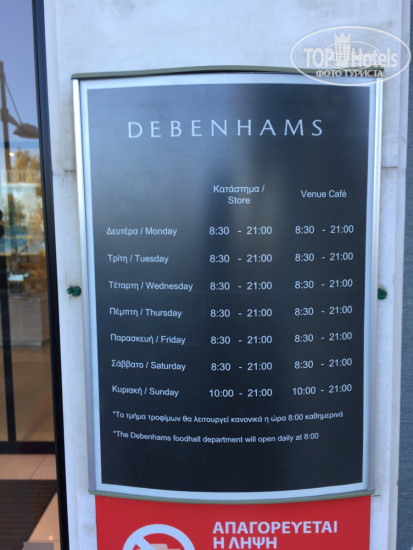 TOPHotels
ФОТО ТУРИСТА
DEBENHAMS
Κατάστημα / Venue Café
Store
Δευτέρα / Monday 8:30 - 21:00 8:30 - 21:00
Τρίτη / Tuesday 8:30 - 21:00 8:30 - 21:00
Τετάρτη / Wednesday 8:30 - 21:00 8:30 - 21:00
Πέμπτη / Thursday 8:30 - 21:00 8:30 - 21:00
Παρασκευή / Friday 8:30 - 21:00 8:30 - 21:00
Σάββατο / Saturday 8:30 - 21:00 8:30 - 21:00
Κυριακή / Sunday 10:00 - 21:00 10:00 - 21:00
*Το τμήμα τροφίμων θα λειτουργεί κανονικά η ώρα 8:00 καθημερινά
*The Debenhams foodhall department will open daily at 8:00
ΑΠΑΓΟΡΕΥΕΤΑΙ
Η ΛΗΨΗ